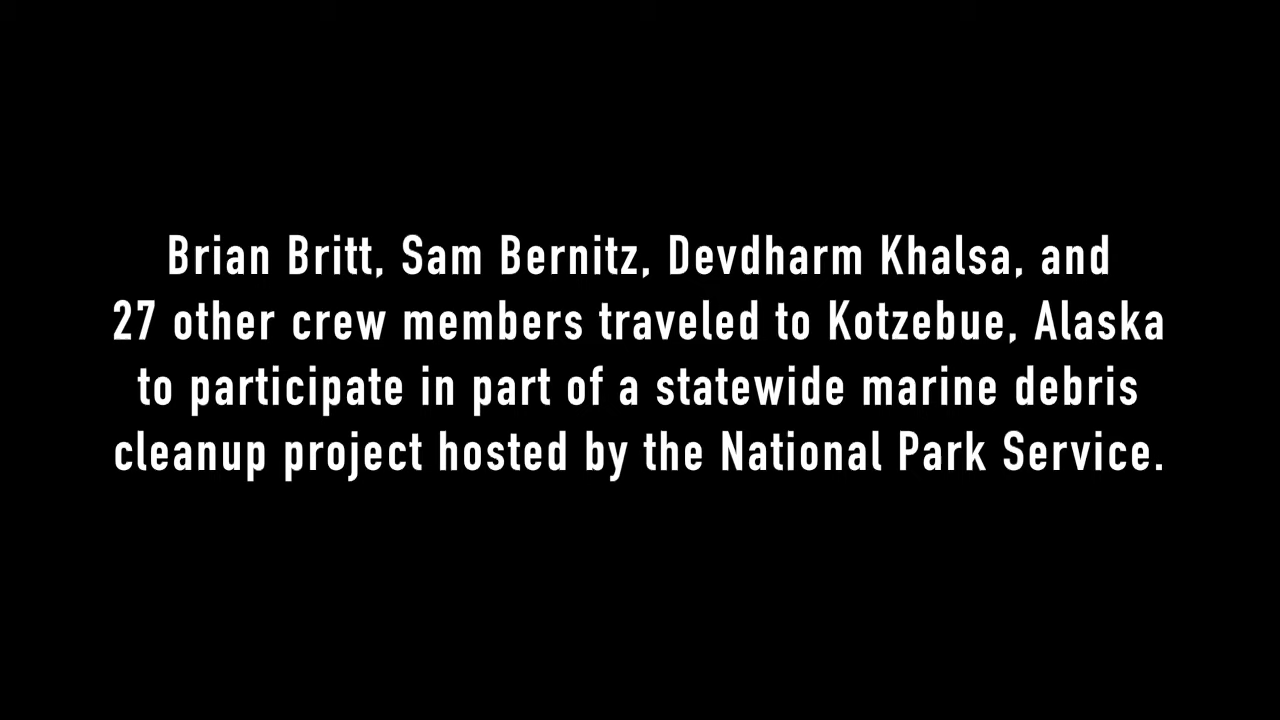 Brian Britt, Sam Bernitz, Devdharm Khalsa, and
27 other crew members traveled to Kotzebue, Alaska
to participate in part of a statewide marine debris
cleanup project hosted by the National Park Service.